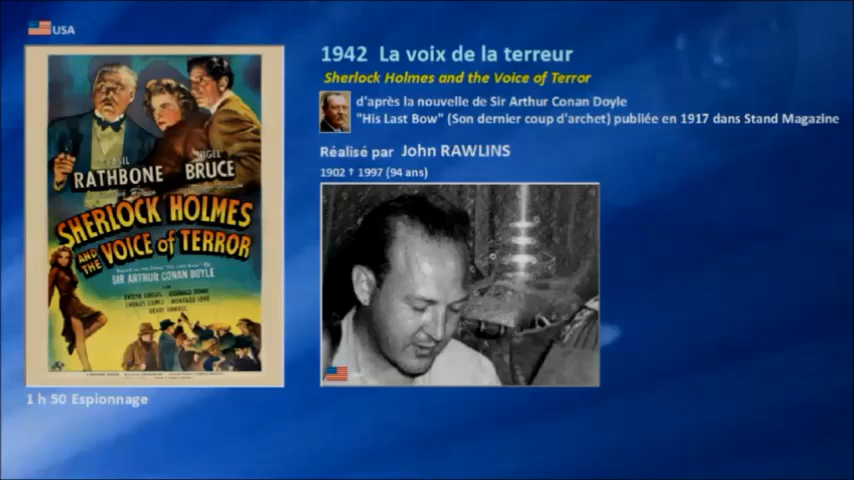 USA
1942 La voix de la terreur
Sherlock Holmes and the Voice of Terror
d'après la nouvelle de Sir Arthur Conan Doyle
"His Last Bow" (Son dernier coup d'archet) publiée en 1917 dans Stand Magazine
Réalisé par John RAWLINS
1902 † 1997 (94 ans)
BASIL
RATHBONE
NIGEL
BRUCE
SHERLOCK HOLMES
AND THE VOICE of TERROR
SIR ARTHUR CONAN DOYLE
1 h 50 Espionnage